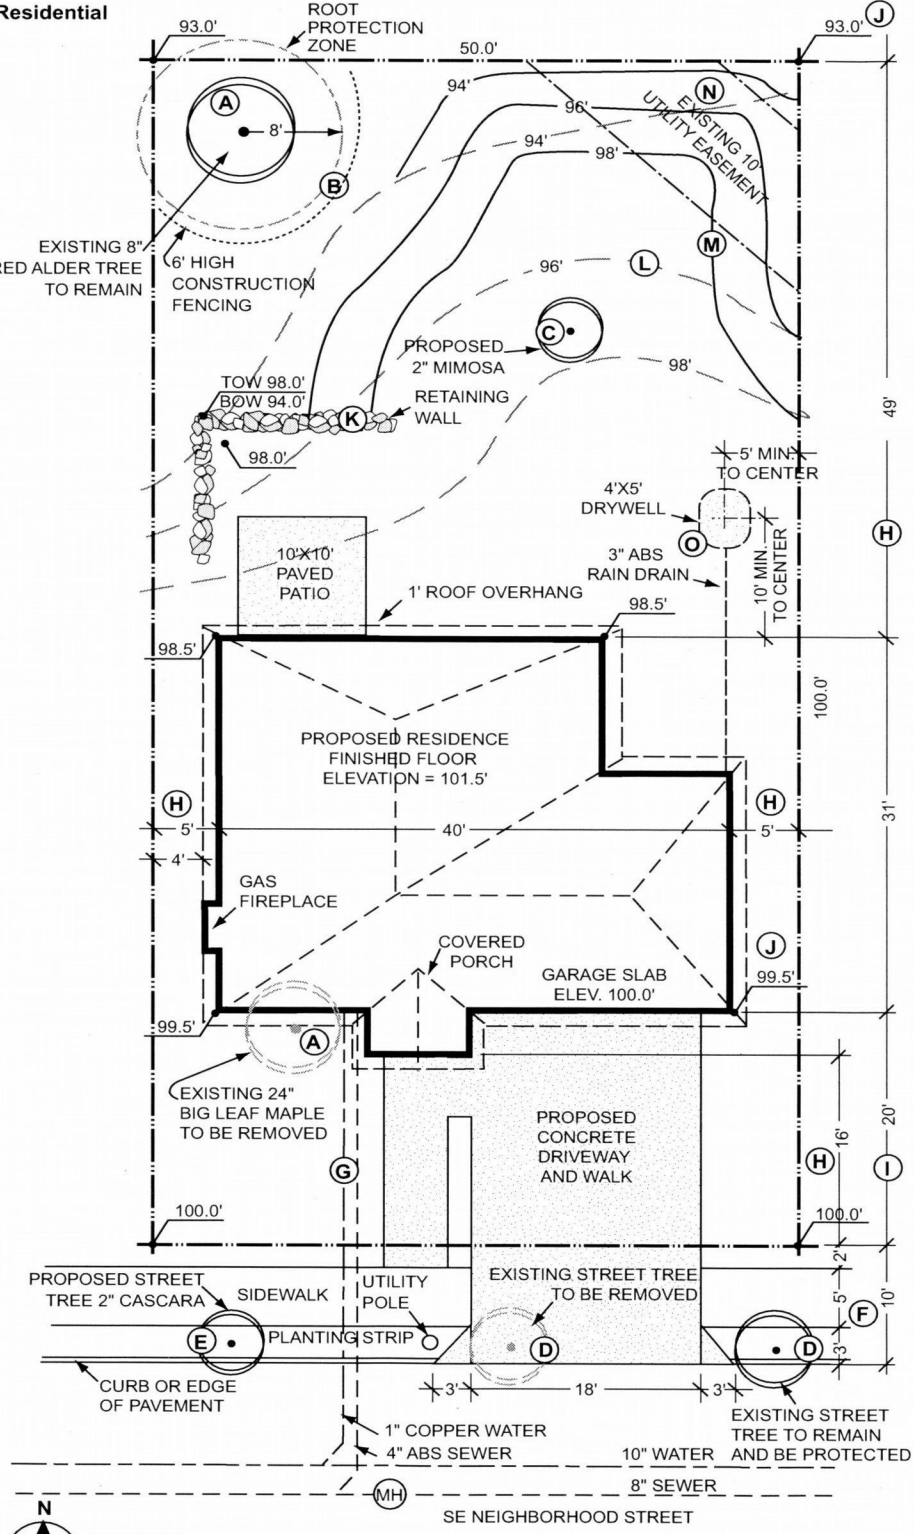 Residential
ROOT
PROTECTION
ZONE
93.0'
50.0'
93.0'
J
A
8'
B
94'
96'
94'
98'
N
EXISTING 10'
UTILITY EASEMENT
M
EXISTING 8"
RED ALDER TREE
TO REMAIN
6' HIGH
CONSTRUCTION
FENCING
96'
L
C
PROPOSED
2" MIMOSA
98'
TOW 98.0'
BOW 94.0'
K
RETAINING
WALL
98.0'
49'
5' MIN.
TO CENTER
4'X5'
DRYWELL
O
H
10' MIN.
TO CENTER
3" ABS
RAIN DRAIN
10'X10'
PAVED
PATIO
1' ROOF OVERHANG
98.5'
98.5'
100.0'
PROPOSED RESIDENCE
FINISHED FLOOR
ELEVATION = 101.5'
H
H
5'
40'
5'
31'
4'
GAS
FIREPLACE
COVERED
PORCH
J
GARAGE SLAB
ELEV. 100.0'
99.5'
99.5'
A
EXISTING 24"
BIG LEAF MAPLE
TO BE REMOVED
PROPOSED
CONCRETE
DRIVEWAY
AND WALK
16'
20'
G
H
I
100.0'
100.0'
2'
PROPOSED STREET
TREE 2" CASCARA
SIDEWALK
UTILITY
POLE
EXISTING STREET TREE
TO BE REMOVED
5'
10'
F
E
PLANTING STRIP
D
D
3'
CURB OR EDGE
OF PAVEMENT
3'
18'
3'
1" COPPER WATER
4" ABS SEWER
EXISTING STREET
TREE TO REMAIN
AND BE PROTECTED
10" WATER
8" SEWER
MH
SE NEIGHBORHOOD STREET
N